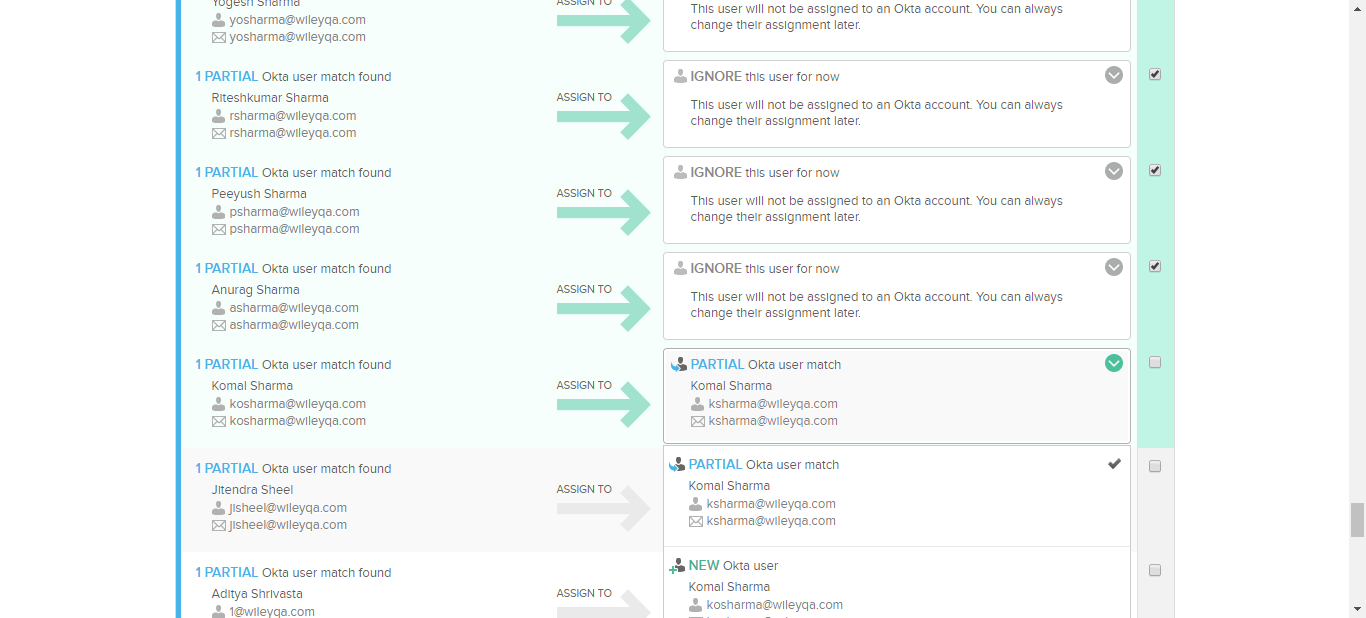 Yogesh Sharma
yosharma@wileyqa.com
yosharma@wileyqa.com
ASSIGN TO
This user will not be assigned to an Okta account. You can always
change their assignment later.
1 PARTIAL Okta user match found
Riteshkumar Sharma
rsharma@wileyqa.com
rsharma@wileyqa.com
ASSIGN TO
IGNORE this user for now
This user will not be assigned to an Okta account. You can always
change their assignment later.
1 PARTIAL Okta user match found
Peeyush Sharma
psharma@wileyqa.com
psharma@wileyqa.com
ASSIGN TO
IGNORE this user for now
This user will not be assigned to an Okta account. You can always
change their assignment later.
1 PARTIAL Okta user match found
Anurag Sharma
asharma@wileyqa.com
asharma@wileyqa.com
ASSIGN TO
IGNORE this user for now
This user will not be assigned to an Okta account. You can always
change their assignment later.
1 PARTIAL Okta user match found
Komal Sharma
kosharma@wileyqa.com
kosharma@wileyqa.com
ASSIGN TO
PARTIAL Okta user match
Komal Sharma
ksharma@wileyqa.com
ksharma@wileyqa.com
1 PARTIAL Okta user match found
Jitendra Sheel
jisheel@wileyqa.com
jisheel@wileyqa.com
ASSIGN TO
PARTIAL Okta user match
Komal Sharma
ksharma@wileyqa.com
ksharma@wileyqa.com
1 PARTIAL Okta user match found
Aditya Shrivasta
1@wileyqa.com
ASSIGN TO
NEW Okta user
Komal Sharma
kosharma@wileyqa.com